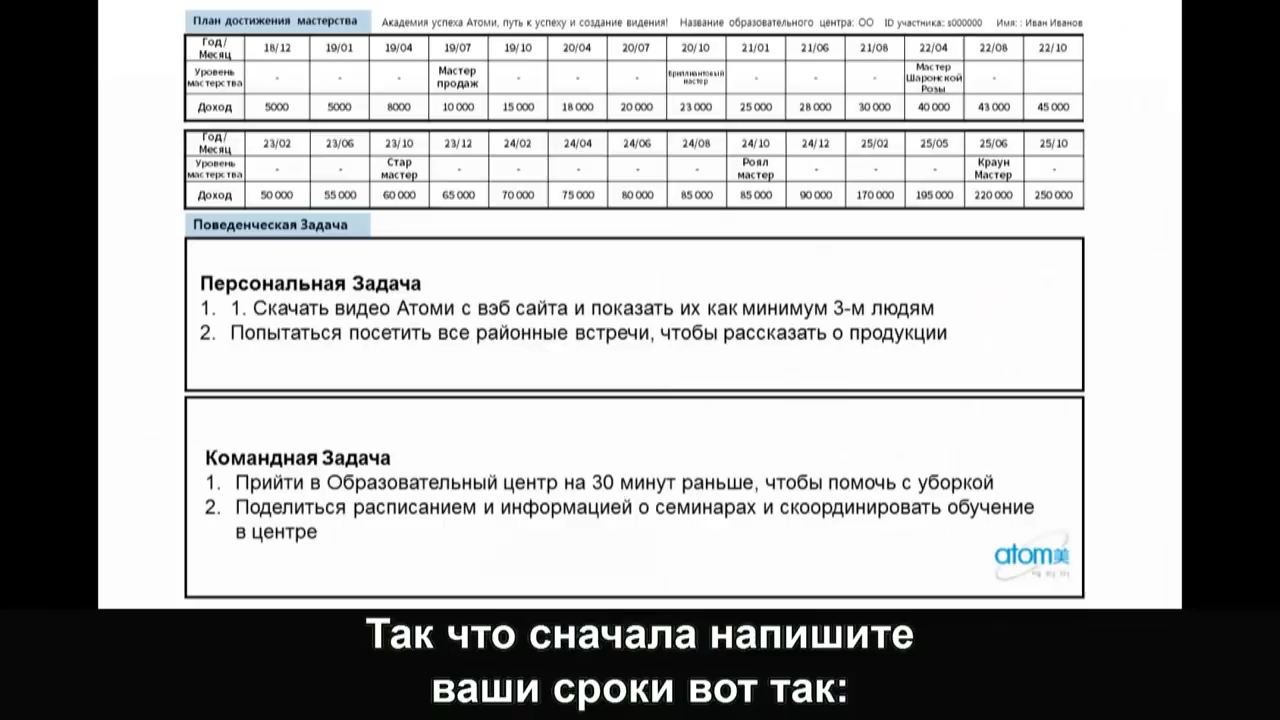 План достижения мастерства Академия успеха Атоми, путь к успеху и создание видения! Название образовательного центра: ОО ID участника: s000000 Имя: : Иван Иванов
Год/Месяц 18/12 19/01 19/04 19/07 19/10 20/04 20/07 20/10 21/01 21/06 21/08 22/04 22/08 22/10
Уровень мастерства - - - Мастер продаж - - - Бриллиантовый мастер - - - Мастер Шаронской Розы -
Доход 5000 5000 8000 10 000 15 000 18 000 20 000 23 000 25 000 28 000 30 000 40 000 43 000 45 000
Год/Месяц 23/02 23/06 23/10 23/12 24/02 24/04 24/06 24/08 24/10 24/12 25/02 25/05 25/06 25/10
Уровень мастерства - - Стар мастер - - - - - Роял мастер - - - Краун Мастер -
Доход 50 000 55 000 60 000 65 000 70 000 75 000 80 000 85 000 85 000 90 000 170 000 195 000 220 000 250 000
Поведенческая Задача
Персональная Задача
1. 1. Скачать видео Атоми с вэб сайта и показать их как минимум 3-м людям
2. Попытаться посетить все районные встречи, чтобы рассказать о продукции
Командная Задача
1. Прийти в Образовательный центр на 30 минут раньше, чтобы помочь с уборкой
2. Поделиться расписанием и информацией о семинарах и скоординировать обучение
в центре
atom美
Так что сначала напишите
ваши сроки вот так: